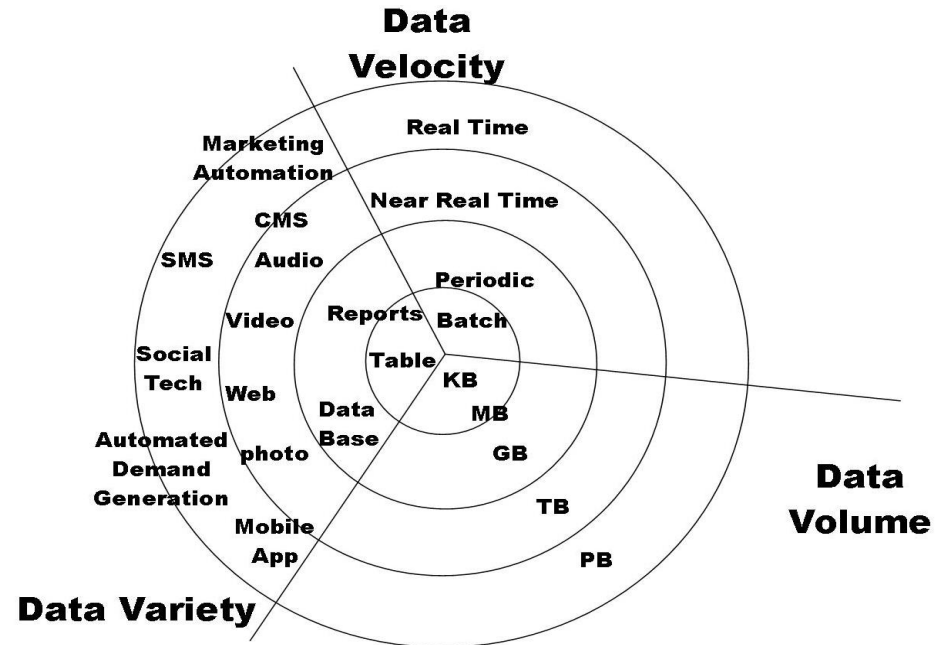 Data
Velocity
Real Time
Near Real Time
Periodic
Batch
Marketing
Automation
CMS
SMS
Audio
Video
Reports
Social
Tech
Table
Web
Data
Base
Automated
Demand
Generation
photo
Mobile
App
Data Variety
KB
MB
GB
TB
PB
Data
Volume